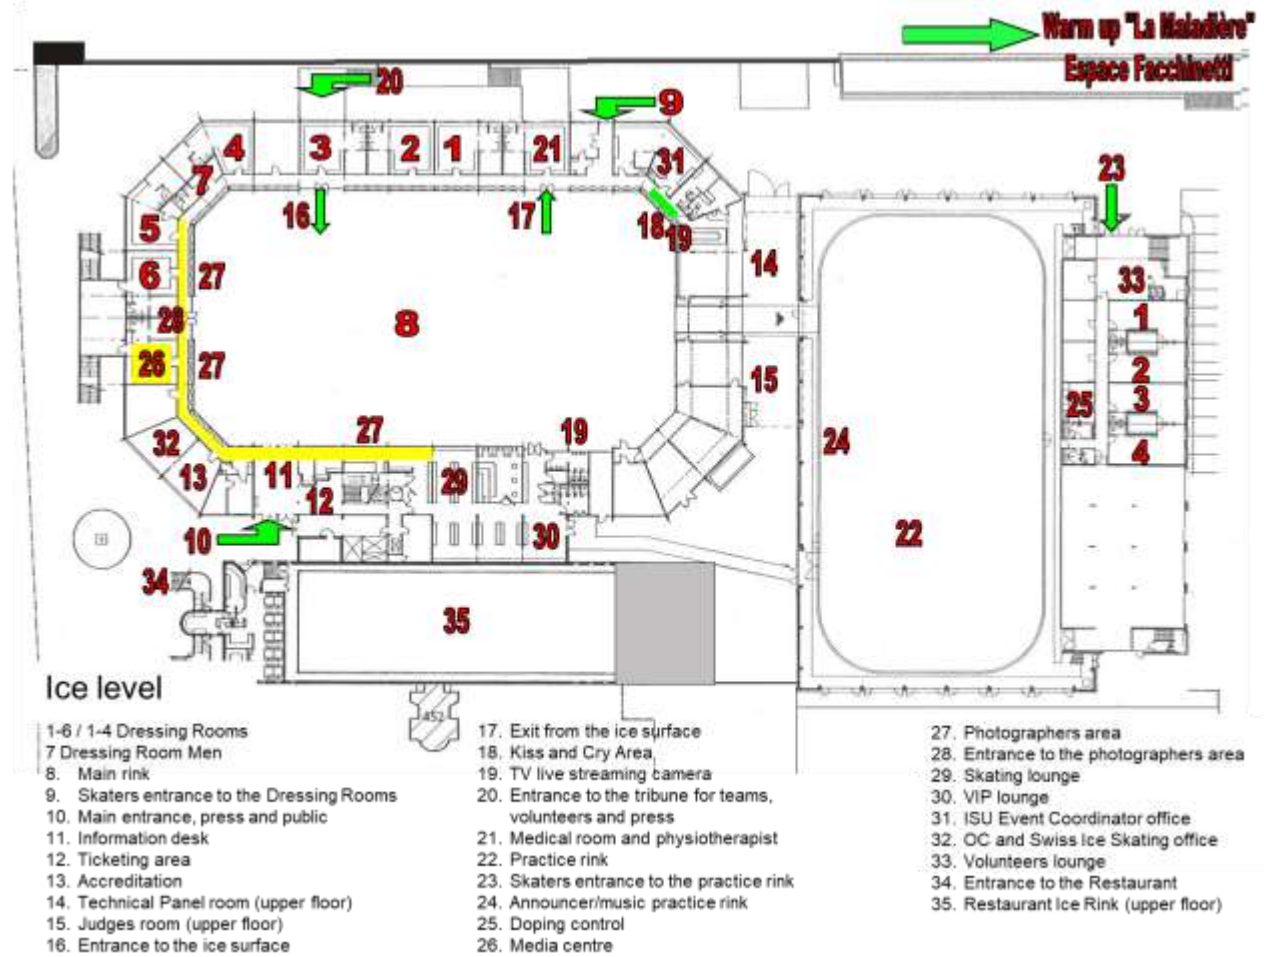 Warm up "La Maladière"
Espace Facchinetti
20
9
4
3
2
1
21
31
7
23
16
17
18
19
5
6
27
14
33
28
8
1
26
27
15
2
3
25
27
19
24
4
32
13
11
12
29
10
30
22
34
35
Ice level
452
1-6 / 1-4 Dressing Rooms
7 Dressing Room Men
8. Main rink
9. Skaters entrance to the Dressing Rooms
10. Main entrance, press and public
11. Information desk
12. Ticketing area
13. Accreditation
14. Technical Panel room (upper floor)
15. Judges room (upper floor)
16. Entrance to the ice surface
17. Exit from the ice surface
18. Kiss and Cry Area
19. TV live streaming camera
20. Entrance to the tribune for teams,
volunteers and press
21. Medical room and physiotherapist
22. Practice rink
23. Skaters entrance to the practice rink
24. Announcer/music practice rink
25. Doping control
26. Media centre
27. Photographers area
28. Entrance to the photographers area
29. Skating lounge
30. VIP lounge
31. ISU Event Coordinator office
32. OC and Swiss Ice Skating office
33. Volunteers lounge
34. Entrance to the Restaurant
35. Restaurant Ice Rink (upper floor)